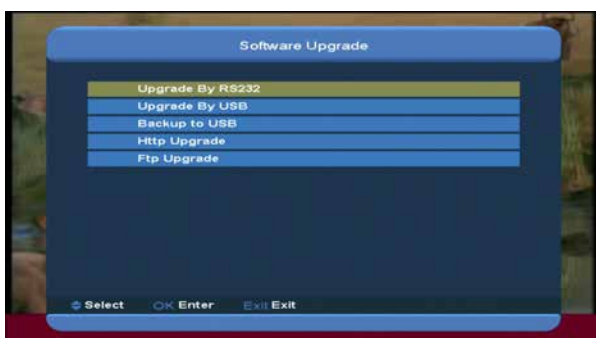 Software Upgrade
Upgrade By RS232
Upgrade By USB
Backup to USB
Http Upgrade
Ftp Upgrade
Select OK Enter Exit Exit